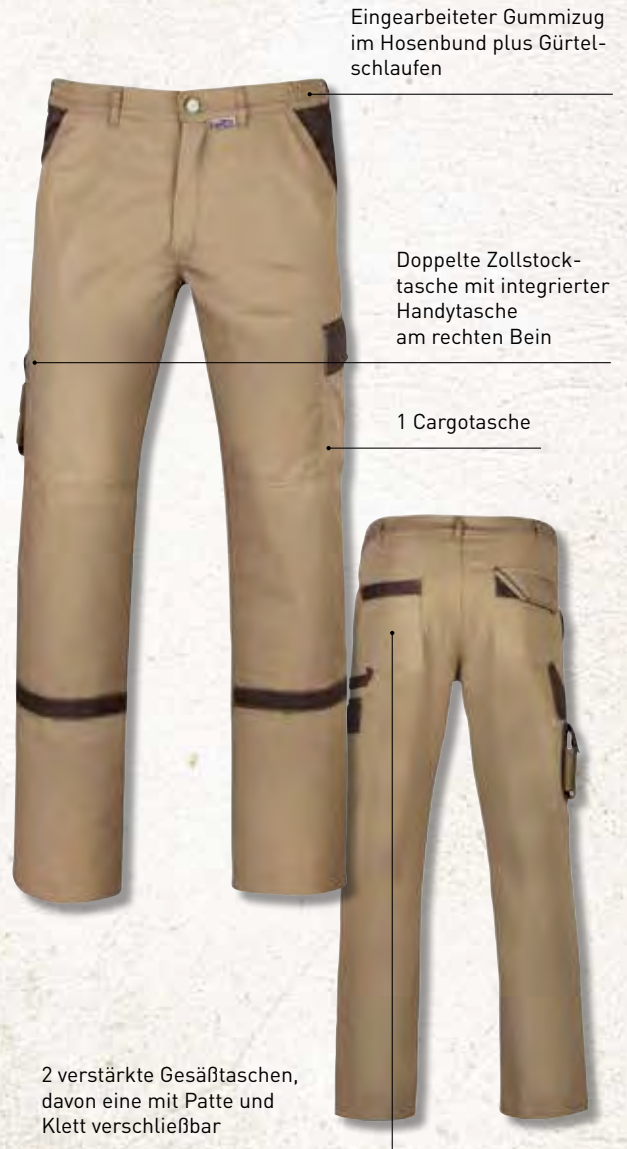 Eingearbeiteter Gummizug
im Hosenbund plus Gürtel-
schlaufen
Doppelte Zollstock-
tasche mit integrierter
Handytasche
am rechten Bein
1 Cargotasche
2 verstärkte Gesäßtaschen,
davon eine mit Patte und
Klett verschließbar